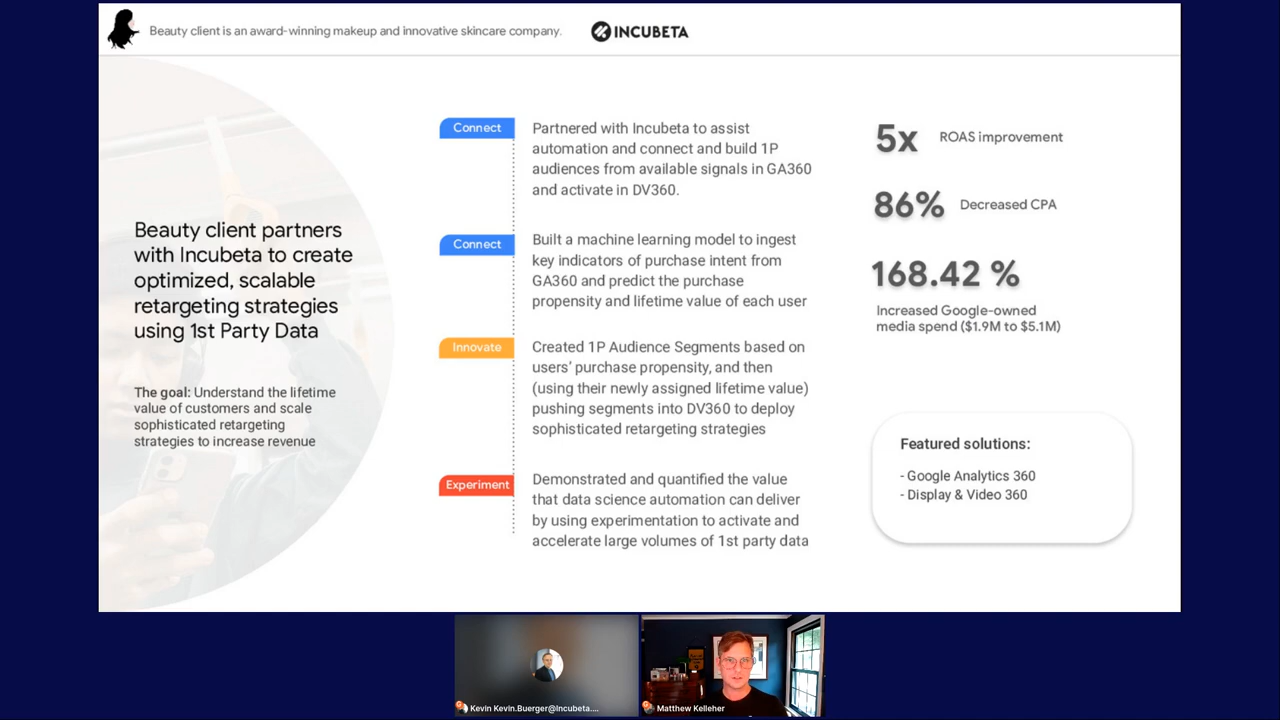 Beauty client is an award-winning makeup and innovative skincare company.
INCUBETA
Beauty client partners
with Incubeta to create
optimized, scalable
retargeting strategies
using 1st Party Data
The goal: Understand the lifetime
value of customers and scale
sophisticated retargeting
strategies to increase revenue
Connect
Partnered with Incubeta to assist
automation and connect and build 1P
audiences from available signals in GA360
and activate in DV360.
Connect
Built a machine learning model to ingest
key indicators of purchase intent from
GA360 and predict the purchase
propensity and lifetime value of each user
Innovate
Created 1P Audience Segments based on
users' purchase propensity, and then
(using their newly assigned lifetime value)
pushing segments into DV360 to deploy
sophisticated retargeting strategies
Experiment
Demonstrated and quantified the value
that data science automation can deliver
by using experimentation to activate and
accelerate large volumes of 1st party data
5x ROAS improvement
86% Decreased CPA
168.42 %
Increased Google-owned
media spend ($1.9M to $5.1M)
Featured solutions:
- Google Analytics 360
- Display & Video 360
Kevin Kevin.Buerger@Incubeta....
Matthew Kelleher